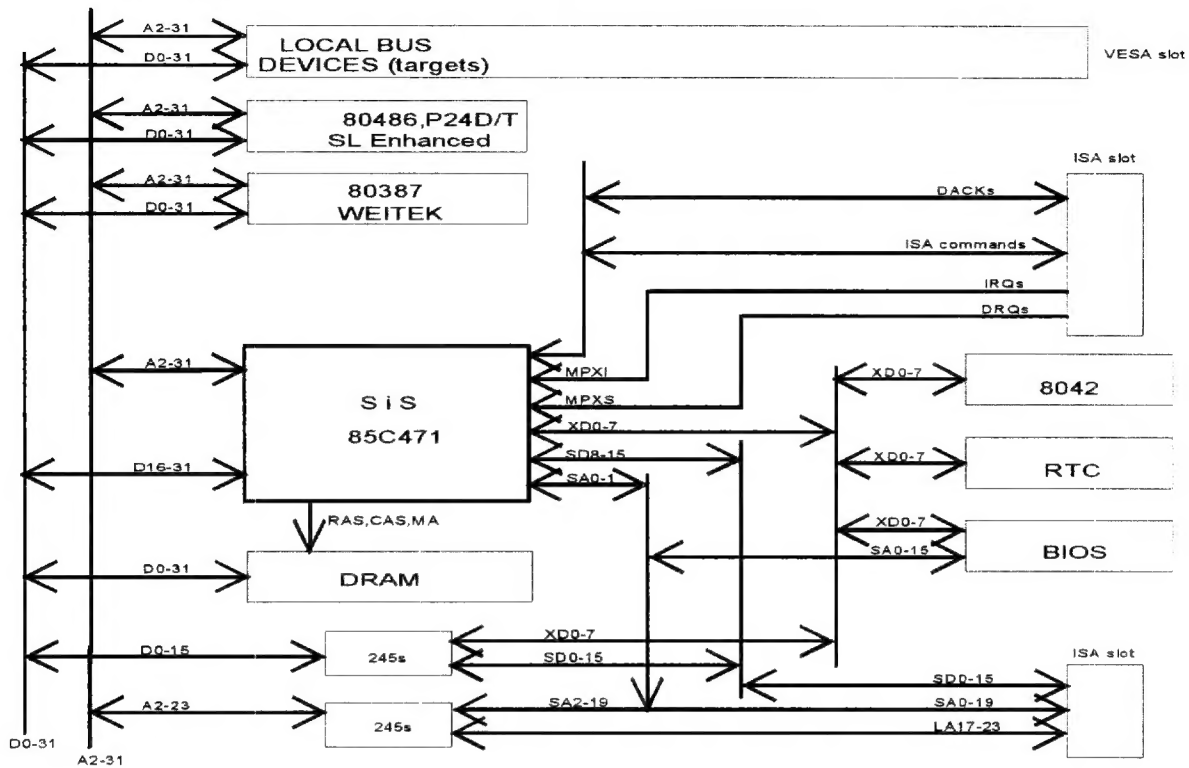 A2-31
LOCAL BUS
D0-31
DEVICES (targets)
VESA slot
A2-31
80486,P24D/T
D0-31
SL Enhanced
A2-31
80387
D0-31
WEITEK
ISA slot
DACKs
ISA commands
IRQs
DRQs
A2-31
SiS
85C471
D16-31
MPXI
MPXS
XD0-7
SD8-15
SA0-1
XD0-7
8042
XD0-7
RTC
XD0-7
SA0-15
BIOS
RAS,CAS,MA
D0-31
DRAM
D0-15
245s
XD0-7
SD0-15
A2-23
245s
SA2-19
ISA slot
SD0-15
SA0-19
LA17-23
D0-31
A2-31